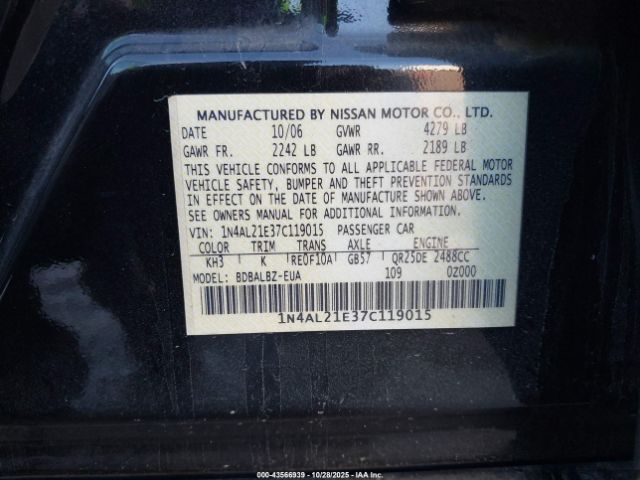 MANUFACTURED BY NISSAN MOTOR CO., LTD.
DATE 10/06 GVWR 4279 LB
GAWR FR. 2242 LB GAWR RR. 2189 LB
THIS VEHICLE CONFORMS TO ALL APPLICABLE FEDERAL MOTOR
VEHICLE SAFETY, BUMPER AND THEFT PREVENTION STANDARDS
IN EFFECT ON THE DATE OF MANUFACTURE SHOWN ABOVE.
SEE OWNERS MANUAL FOR ADDITIONAL INFORMATION.
VIN: 1N4AL21E37C119015 PASSENGER CAR
COLOR TRIM TRANS AXLE ENGINE
KH3 K RE0F10A GB57 QR25DE 2488CC
MODEL: BDBALBZ-EUA 109 0Z000
1N4AL21E37C119015
000-43566939 - 10/28/2025 - IAA Inc.